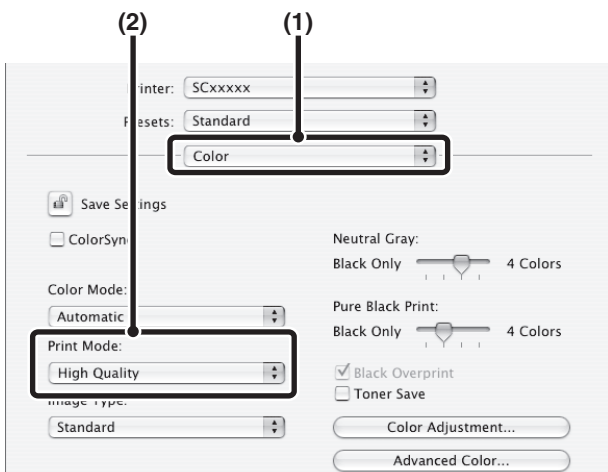 (2) (1)
rinter: SCxxxxx
Presets: Standard
Color
Save Settings
ColorSync
Neutral Gray:
Black Only 4 Colors
Color Mode:
Automatic
Pure Black Print:
Black Only 4 Colors
Print Mode:
High Quality
Black Overprint
Toner Save
Image Type:
Standard
Color Adjustment...
Advanced Color...